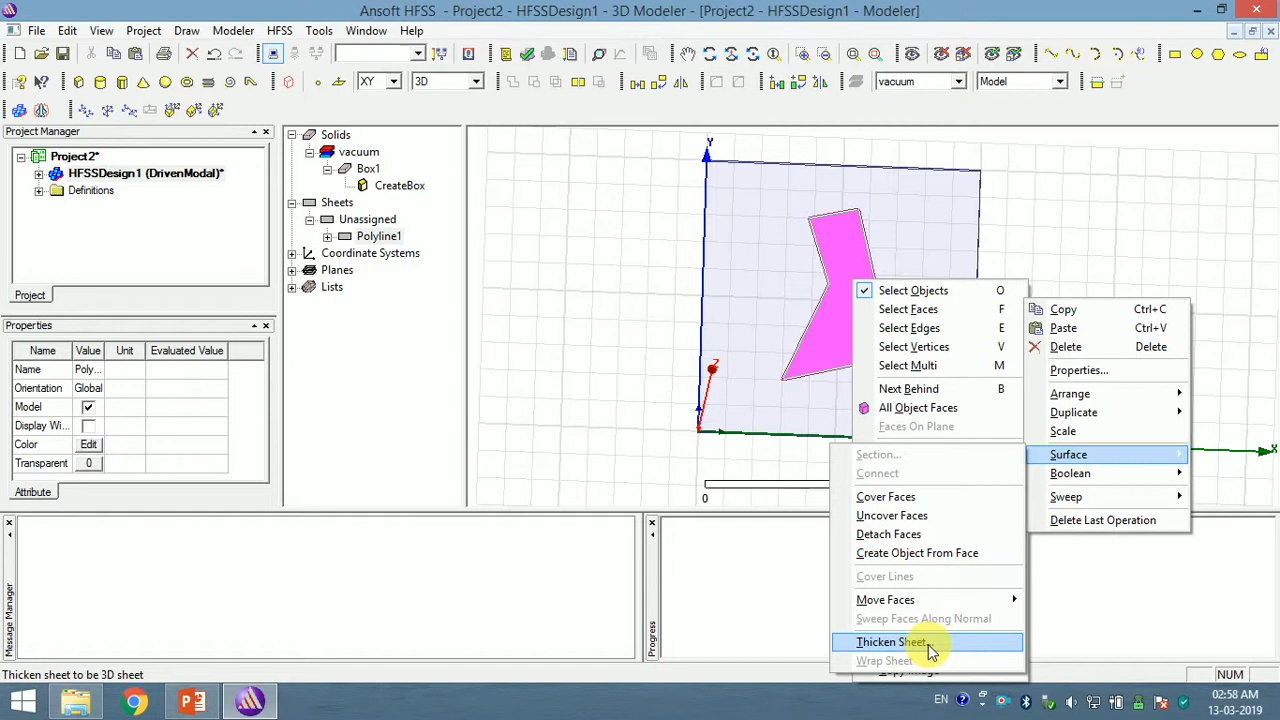 Ansoft HFSS - Project2 - HFSSDesign1 - 3D Modeler - [Project2 - HFSSDesign1 - Modeler]
File Edit View Project Draw Modeler HFSS Tools Window Help
XY 3D vacuum Model
Project Manager
Project2*
HFSSDesign1 (DrivenModal)*
Definitions
Project
Solids
vacuum
Box1
CreateBox
Sheets
Unassigned
Polyline1
Coordinate Systems
Planes
Lists
Properties
Name Value Unit Evaluated Value
Name Poly...
Orientation Global
Model
Display Wi...
Color Edit
Transparent 0
Attribute
Y
Z
X
0
Select Objects O
Select Faces F
Select Edges E
Select Vertices V
Select Multi M
Next Behind B
All Object Faces
Faces On Plane
Section...
Connect
Cover Faces
Uncover Faces
Detach Faces
Create Object From Face
Cover Lines
Move Faces
Sweep Faces Along Normal
Thicken Sheet...
Wrap Sheet
Copy Image
Copy Ctrl+C
Paste Ctrl+V
Delete Delete
Properties...
Arrange
Duplicate
Scale
Surface
Boolean
Sweep
Delete Last Operation
Message Manager
Progress
Thicken sheet to be 3D sheet
NUM
EN
02:58 AM
13-03-2019